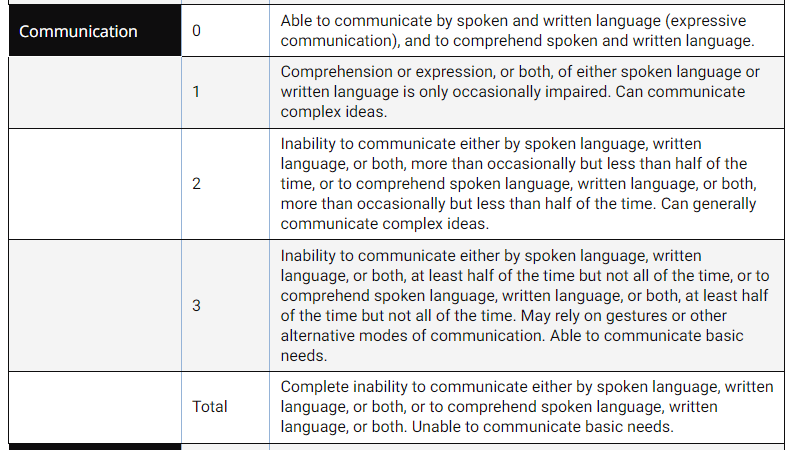 Communication
0
Able to communicate by spoken and written language (expressive
communication), and to comprehend spoken and written language.
1
Comprehension or expression, or both, of either spoken language or
written language is only occasionally impaired. Can communicate
complex ideas.
2
Inability to communicate either by spoken language, written
language, or both, more than occasionally but less than half of the
time, or to comprehend spoken language, written language, or both,
more than occasionally but less than half of the time. Can generally
communicate complex ideas.
3
Inability to communicate either by spoken language, written
language, or both, at least half of the time but not all of the time, or to
comprehend spoken language, written language, or both, at least half
of the time but not all of the time. May rely on gestures or other
alternative modes of communication. Able to communicate basic
needs.
Total
Complete inability to communicate either by spoken language, written
language, or both, or to comprehend spoken language, written
language, or both. Unable to communicate basic needs.